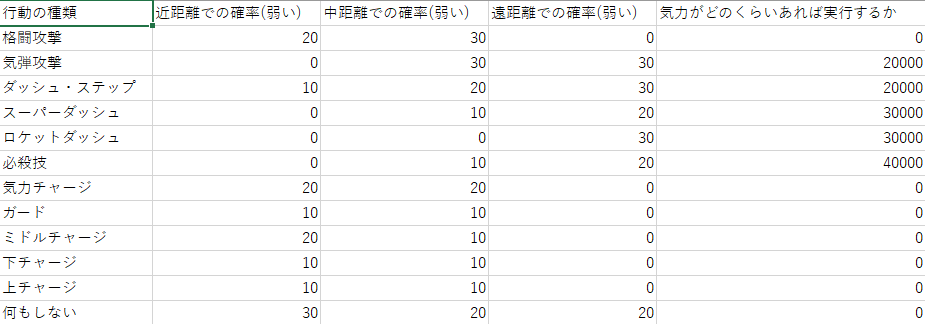 行動の種類 近距離での確率(弱い) 中距離での確率(弱い) 遠距離での確率(弱い) 気力がどのくらいあれば実行するか
格闘攻撃 20 30 0 0
気弾攻撃 0 30 30 20000
ダッシュ・ステップ 10 20 30 20000
スーパーダッシュ 0 10 20 30000
ロケットダッシュ 0 0 30 30000
必殺技 0 10 20 40000
気力チャージ 20 20 0 0
ガード 10 10 0 0
ミドルチャージ 20 10 0 0
下チャージ 10 10 0 0
上チャージ 10 10 0 0
何もしない 30 20 20 0